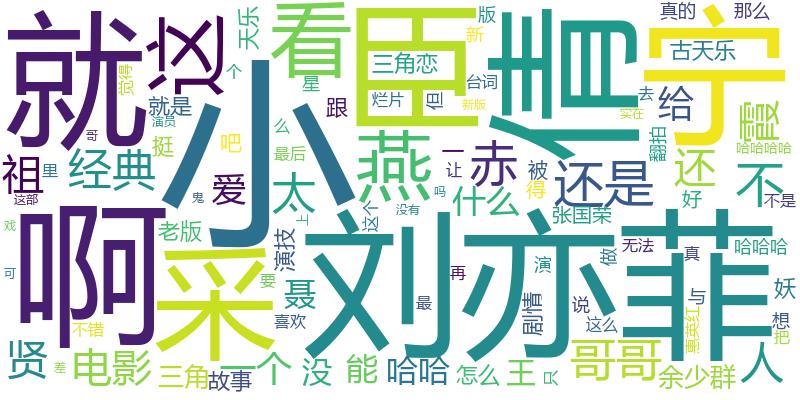 就
小
啊
刘亦菲
臣
情
宁
看
这
采
燕
赤
还是
祖
经典
爱
太
什么
给
霞
还
不
人
哥哥
贤
电影
三角
故事
一个
没
能
哈哈
怎么
王
只
余少群
聂
喜欢
演技
要
老版
挺
就是
吧
个
天乐
觉得
星
三角恋
烂片
但
台词
新
版
新版
跟
么
最后
哥
演员
里
这部
戏
可
不错
差
鬼
上
这个
没有
吗
一
让
被
得
张国荣
再
最
演
剧情
说
做
这么
无法
真
与
惠英红
把
想
妖
哈哈哈
好
不是
哈哈哈哈
翻拍
去
实在
古天乐
真的
那么